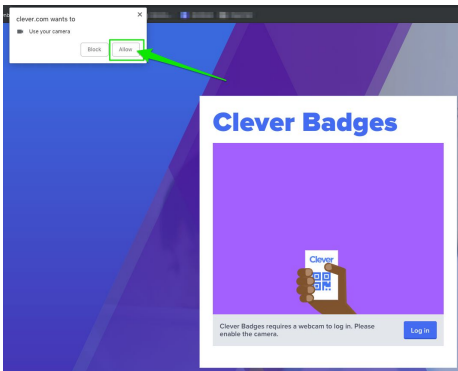 clever.com wants to
Use your camera
Block
Allow
Clever Badges
Clever
Clever Badges requires a webcam to log in. Please
enable the camera.
Log in